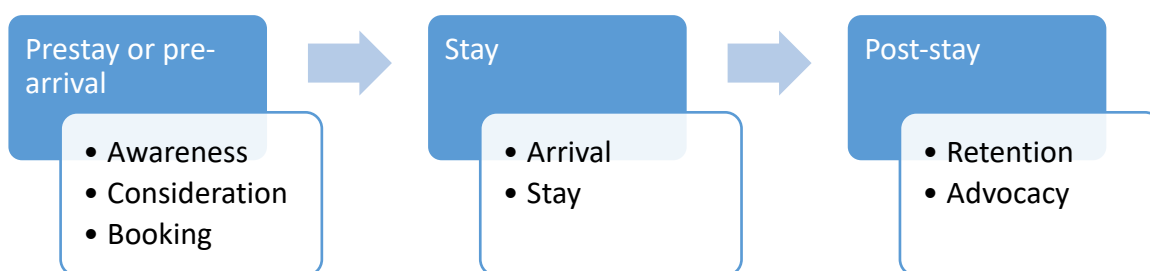 Prestay or pre-
arrival
• Awareness
• Consideration
• Booking
Stay
• Arrival
• Stay
Post-stay
• Retention
• Advocacy